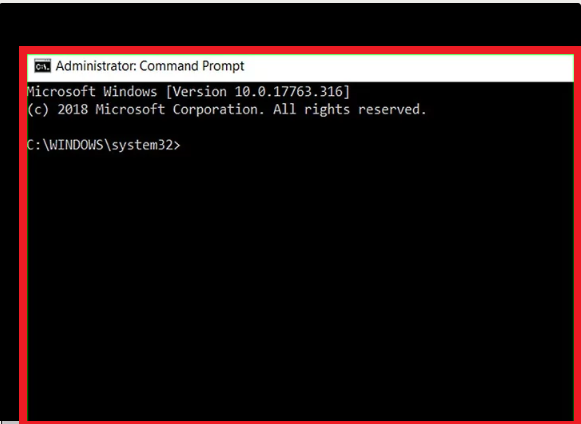 Administrator: Command Prompt
Microsoft Windows [Version 10.0.17763.316]
(c) 2018 Microsoft Corporation. All rights reserved.
C:\WINDOWS\system32>